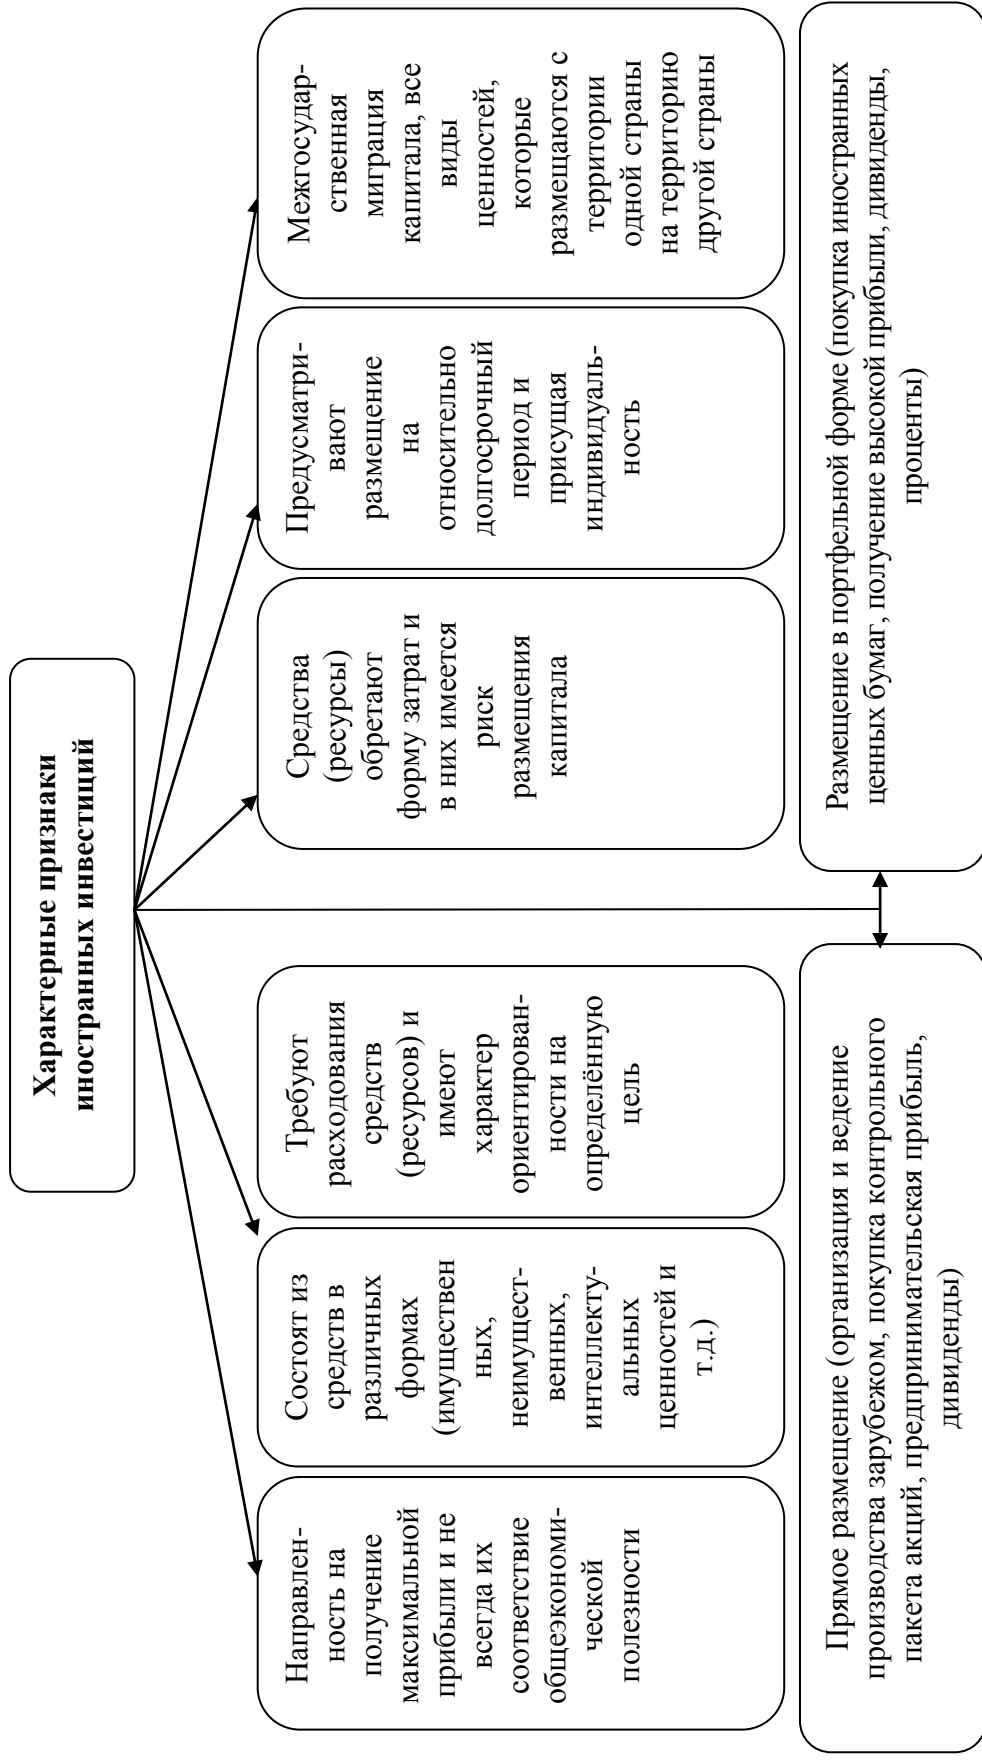 Характерные признаки
иностранных инвестиций
Направлен-
ность на
получение
максимальной
прибыли и не
всегда их
соответствие
общеэкономи-
ческой
полезности
Состоят из
средств в
различных
формах
(имуществен
ных,
неимущест-
венных,
интеллекту-
альных
ценностей и
т.д.)
Требуют
расходования
средств
(ресурсов) и
имеют
характер
ориентирован-
ности на
определённую
цель
Средства
(ресурсы)
обретают
форму затрат и
в них имеется
риск
размещения
капитала
Предусматри-
вают
размещение
на
относительно
долгосрочный
период и
присущая
индивидуаль-
ность
Межгосудар-
ственная
миграция
капитала, все
виды
ценностей,
которые
размещаются с
территории
одной страны
на территорию
другой страны
Прямое размещение (организация и ведение
производства зарубежом, покупка контрольного
пакета акций, предпринимательская прибыль,
дивиденды)
Размещение в портфельной форме (покупка иностранных
ценных бумаг, получение высокой прибыли, дивиденды,
проценты)